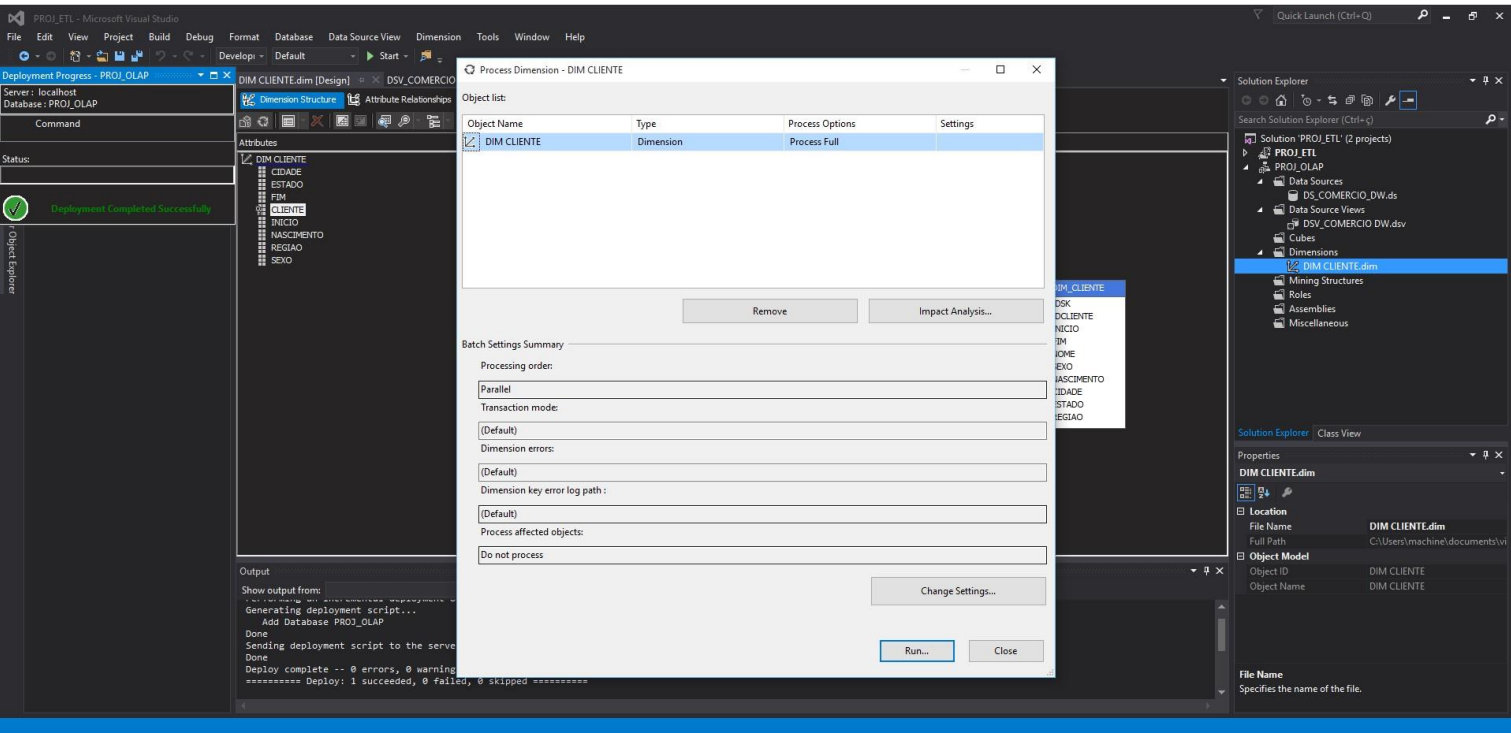 PROJ_ETL - Microsoft Visual Studio
Quick Launch (Ctrl+Q)
File Edit View Project Build Debug Format Database Data Source View Dimension Tools Window Help
Developı Default Start
Deployment Progress - PROJ_OLAP
Server : localhost
Database : PROJ_OLAP
Command
Status:
Deployment Completed Successfully
r Object Explorer
DIM CLIENTE.dim [Design] DSV_COMERCIO
Dimension Structure Attribute Relationships
Attributes
DIM CLIENTE
CIDADE
ESTADO
FIM
CLIENTE
INICIO
NASCIMENTO
REGIAO
SEXO
Process Dimension - DIM CLIENTE
Object list:
Object Name Type Process Options Settings
DIM CLIENTE Dimension Process Full
Remove Impact Analysis...
Batch Settings Summary
Processing order:
Parallel
Transaction mode:
(Default)
Dimension errors:
(Default)
Dimension key error log path :
(Default)
Process affected objects:
Do not process
Change Settings...
Run... Close
DIM_CLIENTE
DSK
DCLIENTE
NICIO
IM
NOME
EXO
NASCIMENTO
CIDADE
STADO
REGIAO
Output
Show output from:
Generating deployment script...
Add Database PROJ_OLAP
Done
Sending deployment script to the serve
Done
Deploy complete -- 0 errors, 0 warning
========== Deploy: 1 succeeded, 0 failed, 0 skipped ==========
Solution Explorer
Search Solution Explorer (Ctrl+ç)
Solution 'PROJ_ETL' (2 projects)
PROJ_ETL
PROJ_OLAP
Data Sources
DS_COMERCIO_DW.ds
Data Source Views
DSV_COMERCIO DW.dsv
Cubes
Dimensions
DIM CLIENTE.dim
Mining Structures
Roles
Assemblies
Miscellaneous
Solution Explorer Class View
Properties
DIM CLIENTE.dim
Location
File Name DIM CLIENTE.dim
Full Path C:\Users\machine\documents\vi
Object Model
Object ID DIM CLIENTE
Object Name DIM CLIENTE
File Name
Specifies the name of the file.